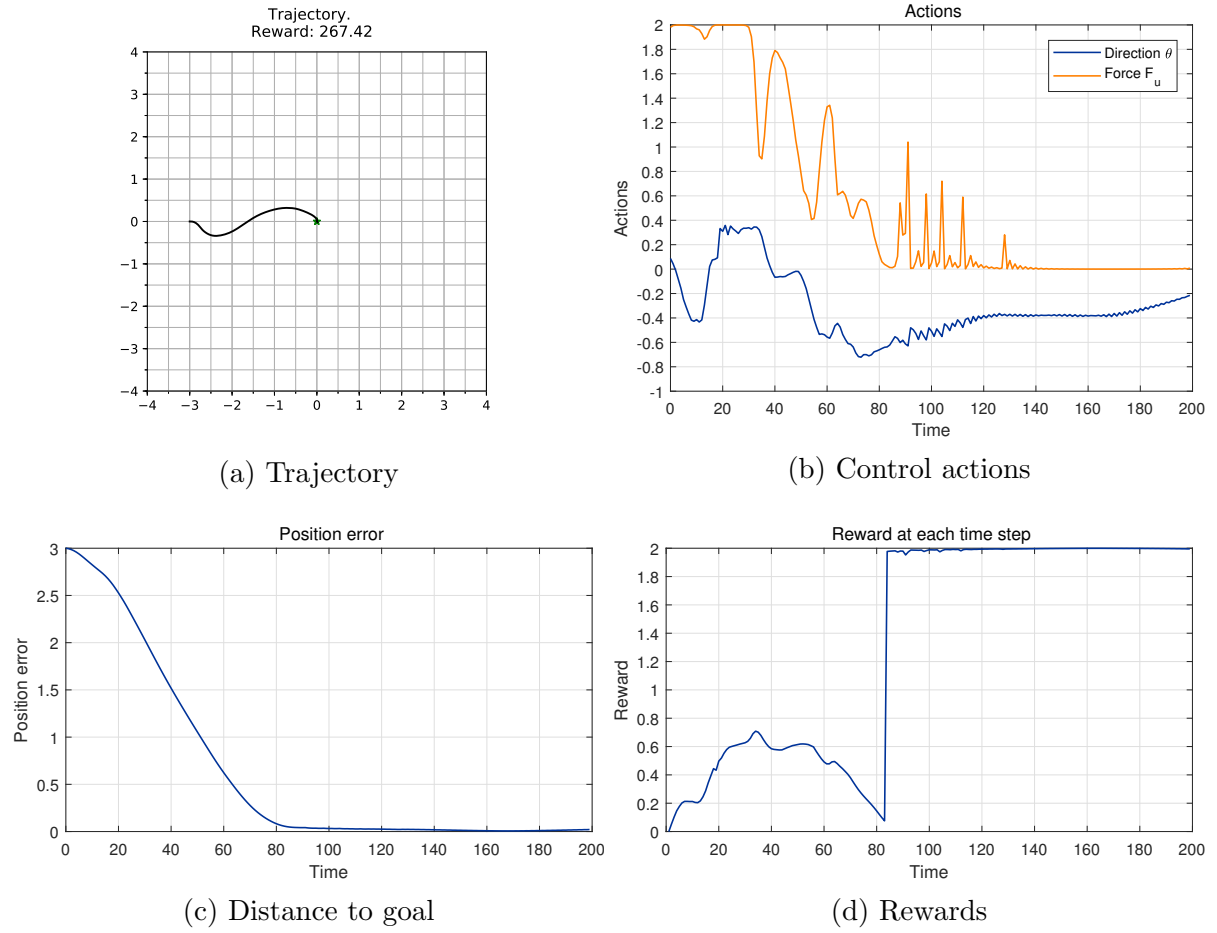 Trajectory.
Reward: 267.42
4
3
2
1
0
−1
−2
−3
−4
−4 −3 −2 −1 0 1 2 3 4
(a) Trajectory
Actions
Actions
2
1.8
1.6
1.4
1.2
1
0.8
0.6
0.4
0.2
0
-0.2
-0.4
-0.6
-0.8
-1
Direction θ
Force F_u
0 20 40 60 80 100 120 140 160 180 200
Time
(b) Control actions
Position error
Position error
3
2.5
2
1.5
1
0.5
0
0 20 40 60 80 100 120 140 160 180 200
Time
(c) Distance to goal
Reward at each time step
Reward
2
1.8
1.6
1.4
1.2
1
0.8
0.6
0.4
0.2
0
0 20 40 60 80 100 120 140 160 180 200
Time
(d) Rewards